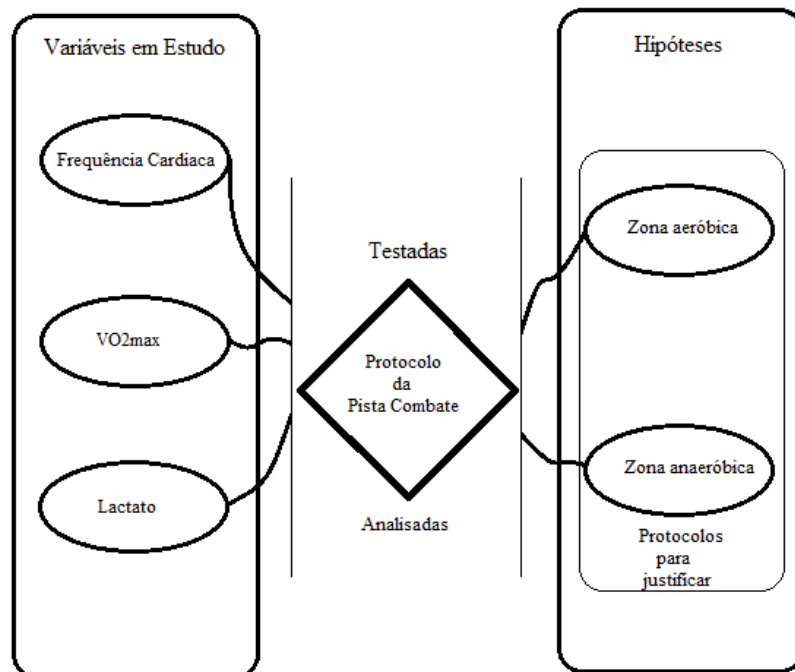 Variáveis em Estudo
Frequência Cardiaca
VO2max
Lactato
Testadas
Protocolo
da
Pista Combate
Analisadas
Hipóteses
Zona aeróbica
Zona anaeróbica
Protocolos
para
justificar